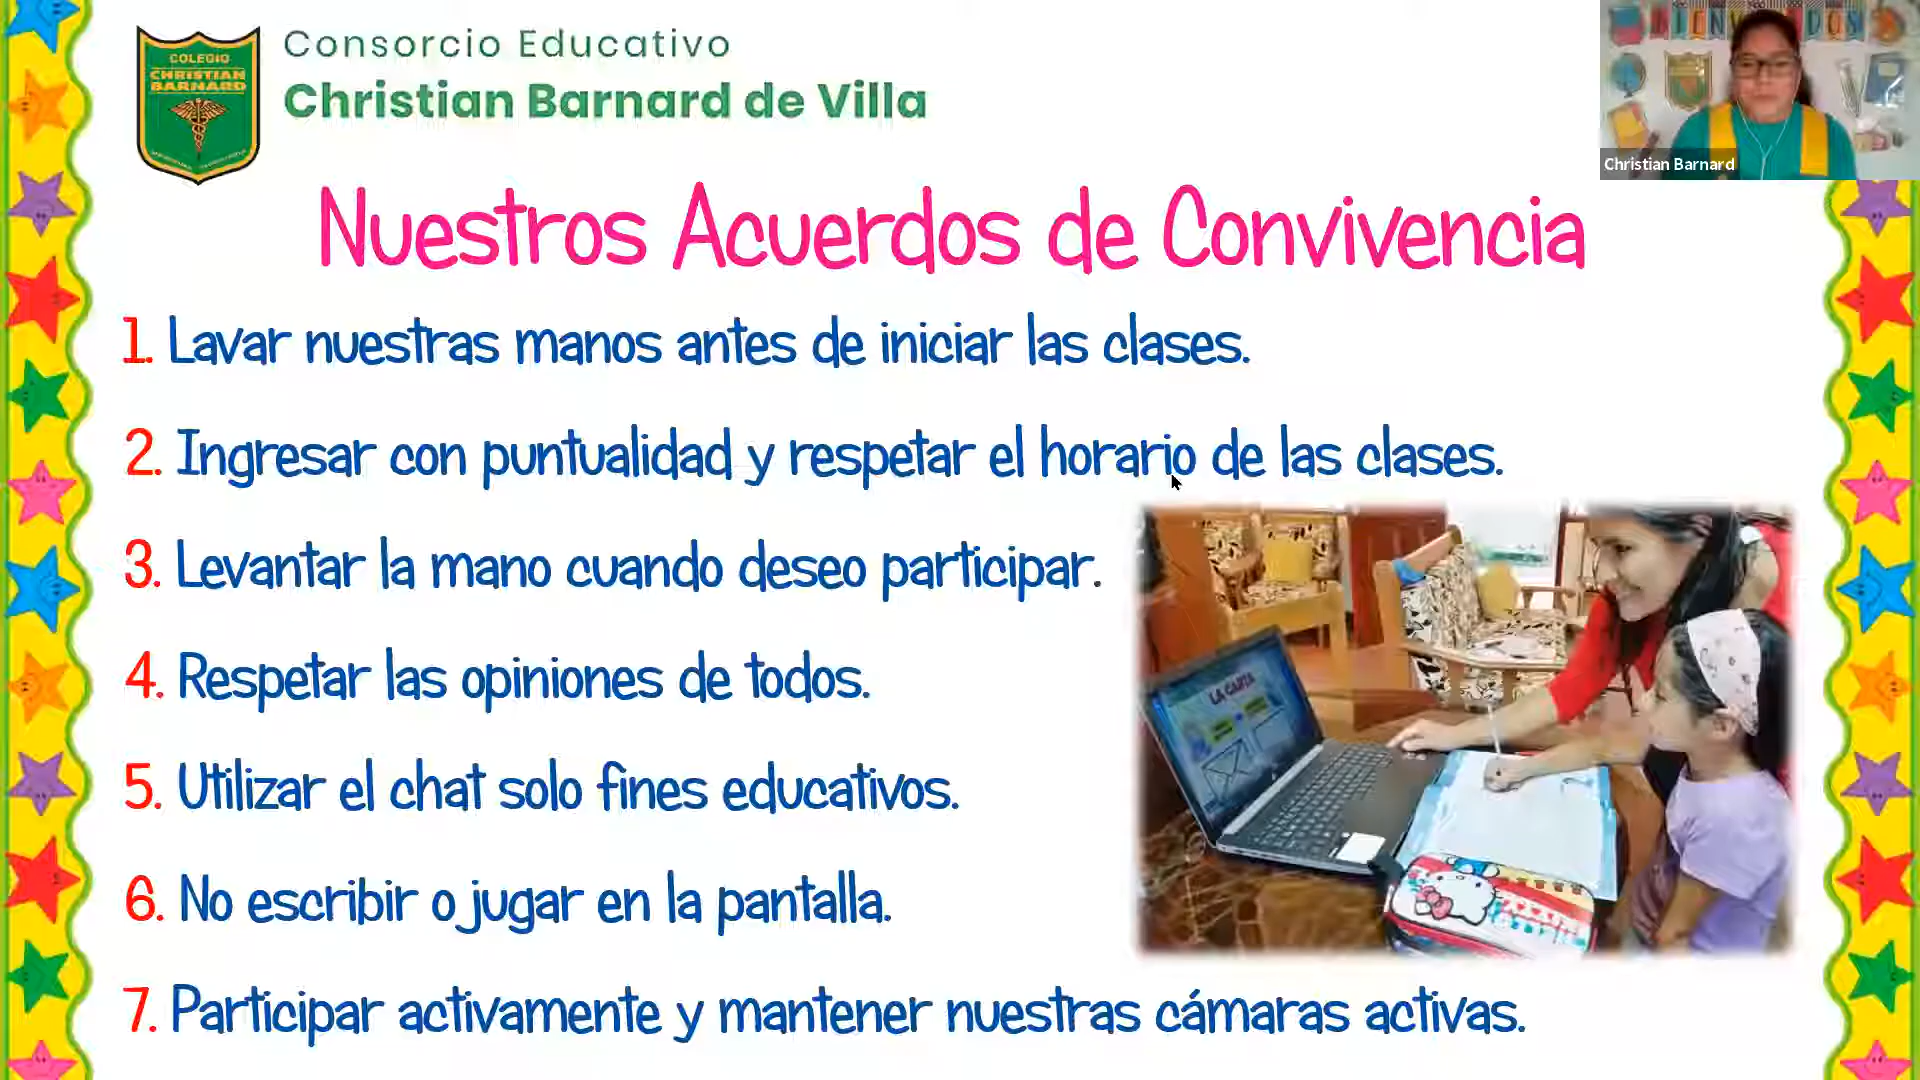 COLEGIO
CHRISTIAN
BARNARD
Consorcio Educativo
Christian Barnard de Villa
Christian Barnard
Nuestros Acuerdos de Convivencia
1. Lavar nuestras manos antes de iniciar las clases.
2. Ingresar con puntualidad y respetar el horario de las clases.
3. Levantar la mano cuando deseo participar.
4. Respetar las opiniones de todos.
5. Utilizar el chat solo fines educativos.
6. No escribir o jugar en la pantalla.
7. Participar activamente y mantener nuestras cámaras activas.
LA CARTA